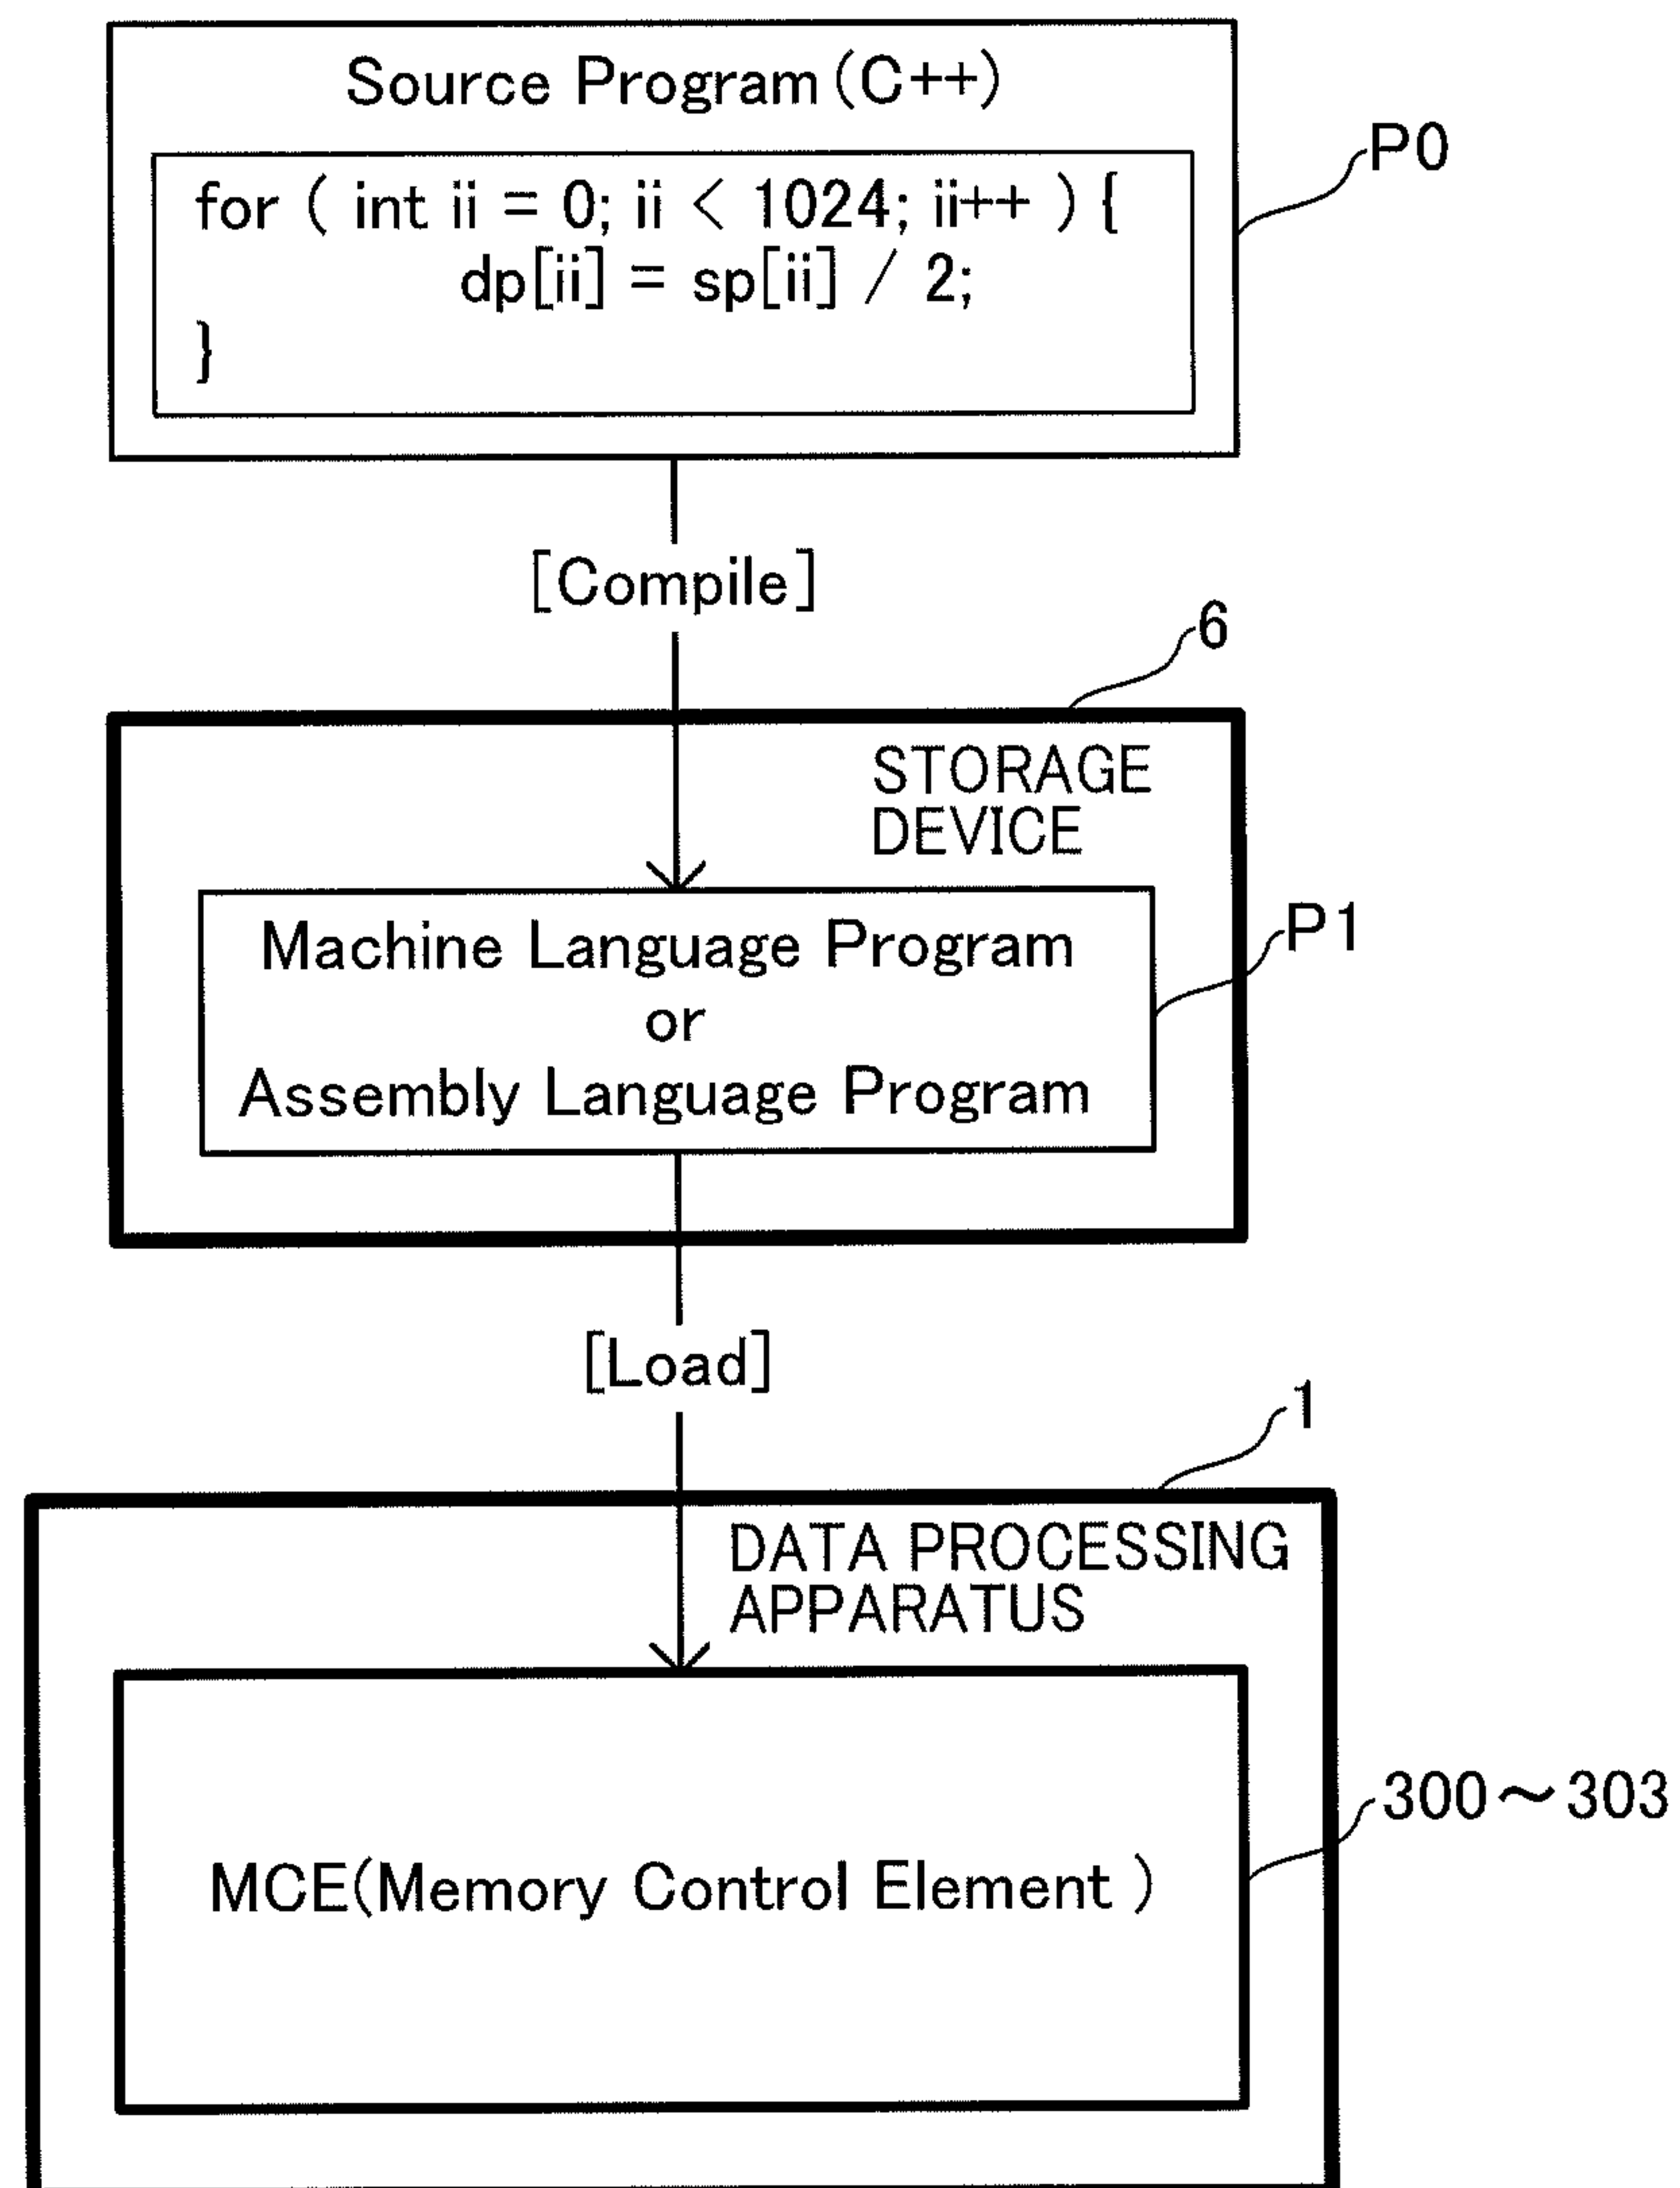 Source Program (C++)
P0
for ( int ii = 0; ii < 1024; ii++ ) {
dp[ii] = sp[ii] / 2;
}
[Compile]
6
STORAGE
DEVICE
P1
Machine Language Program
or
Assembly Language Program
[Load]
1
DATA PROCESSING
APPARATUS
300～303
MCE(Memory Control Element )